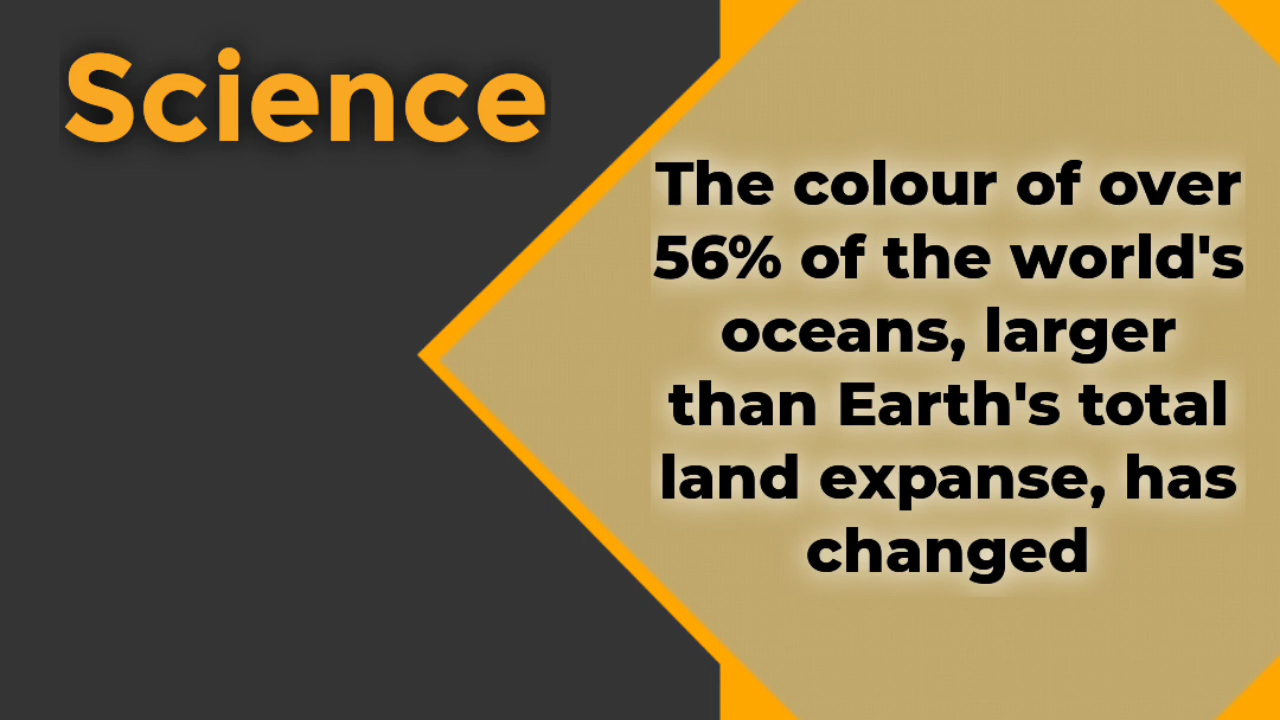 Science
The colour of over
56% of the world's
oceans, larger
than Earth's total
land expanse, has
changed